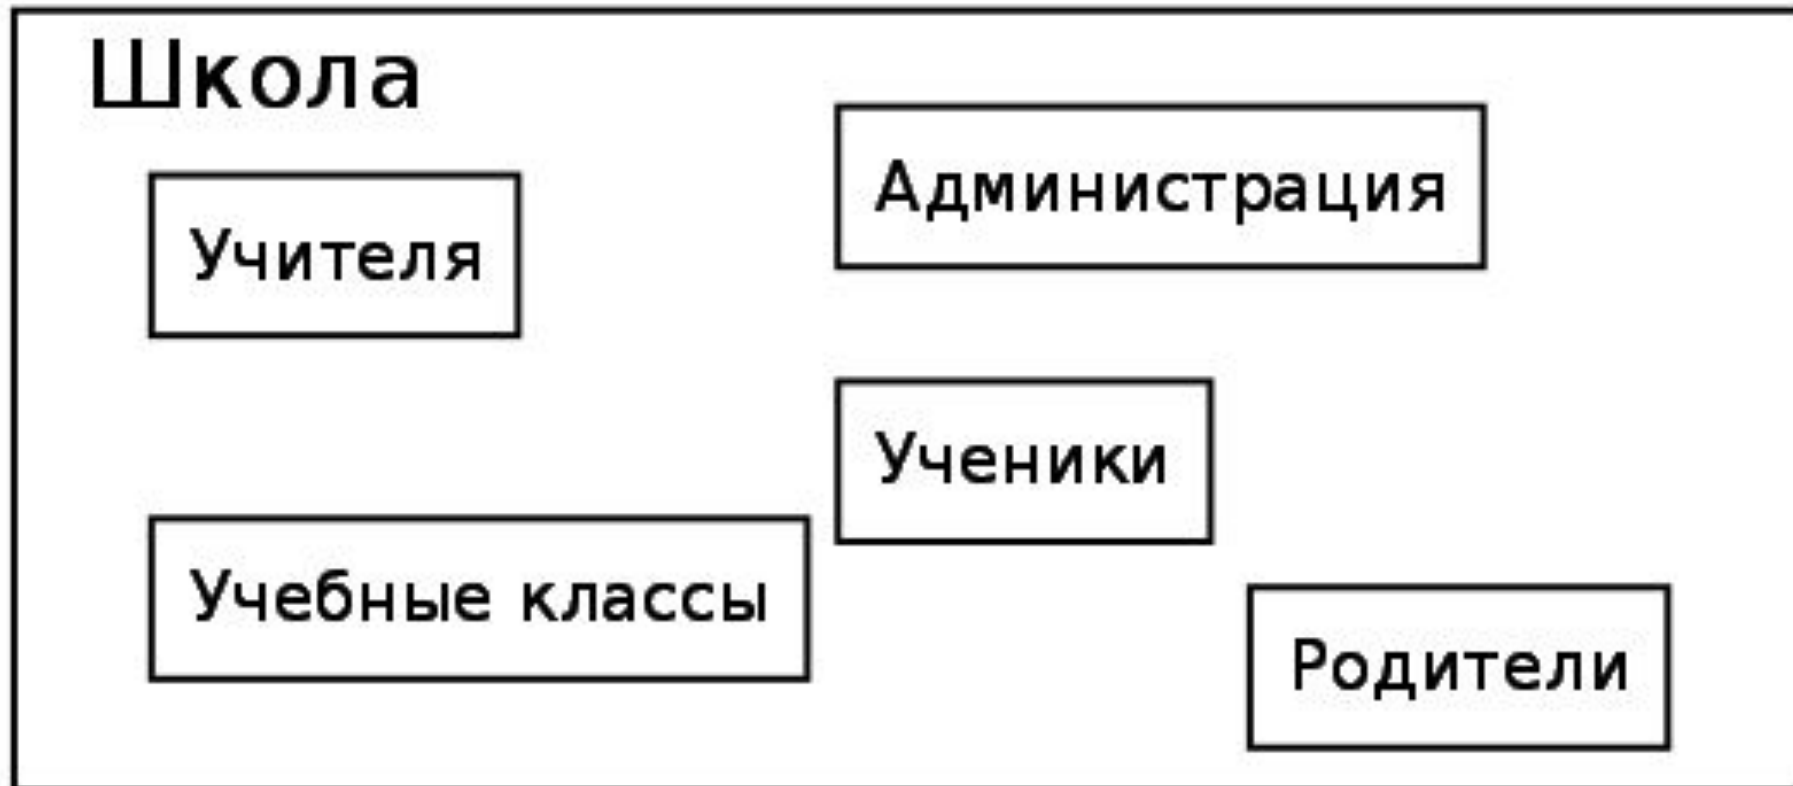 Школа
Администрация
Учителя
Ученики
Учебные классы
Родители